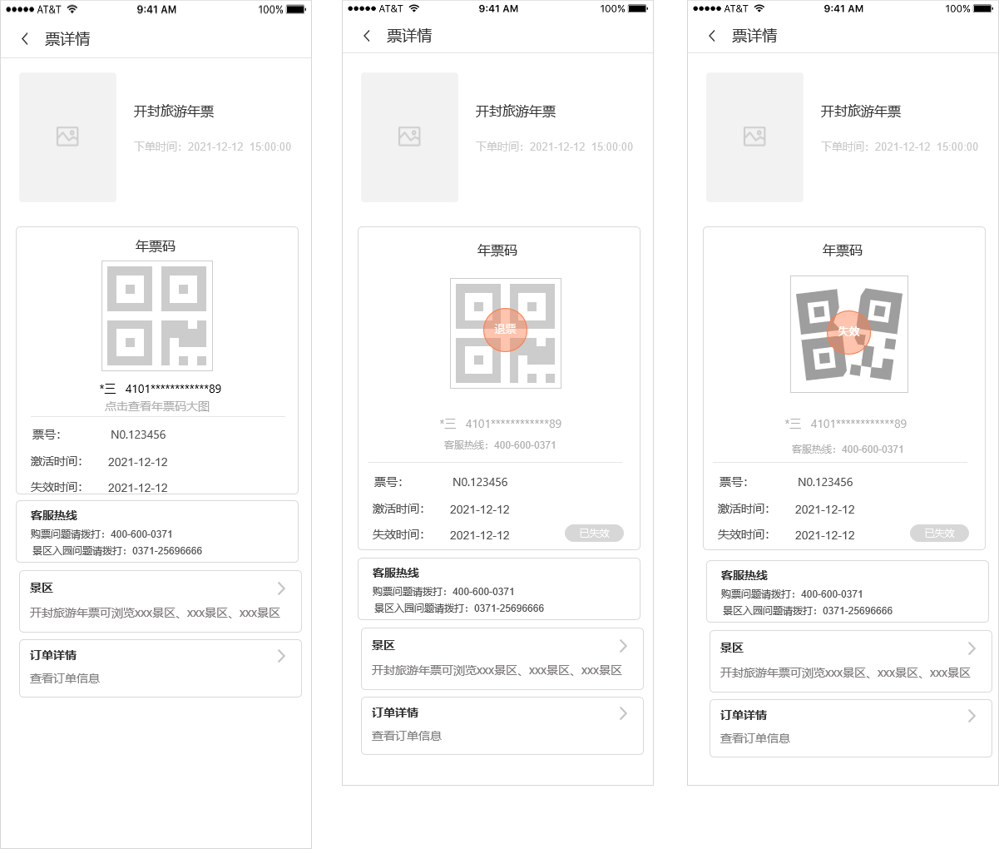 ●●●●● AT&T 9:41 AM 100%
票详情
开封旅游年票
下单时间：2021-12-12 15:00:00
年票码
*三 4101************89
点击查看年票码大图
票号： N0.123456
激活时间： 2021-12-12
失效时间： 2021-12-12
客服热线
购票问题请拨打：400-600-0371
景区入园问题请拨打：0371-25696666
景区
开封旅游年票可浏览xxx景区、xxx景区、xxx景区
订单详情
查看订单信息
●●●●● AT&T 9:41 AM 100%
票详情
开封旅游年票
下单时间：2021-12-12 15:00:00
年票码
退票
*三 4101************89
客服热线：400-600-0371
票号： N0.123456
激活时间： 2021-12-12
失效时间： 2021-12-12 已失效
客服热线
购票问题请拨打：400-600-0371
景区入园问题请拨打：0371-25696666
景区
开封旅游年票可浏览xxx景区、xxx景区、xxx景区
订单详情
查看订单信息
●●●●● AT&T 9:41 AM 100%
票详情
开封旅游年票
下单时间：2021-12-12 15:00:00
年票码
失效
*三 4101************89
客服热线：400-600-0371
票号： N0.123456
激活时间： 2021-12-12
失效时间： 2021-12-12 已失效
客服热线
购票问题请拨打：400-600-0371
景区入园问题请拨打：0371-25696666
景区
开封旅游年票可浏览xxx景区、xxx景区、xxx景区
订单详情
查看订单信息